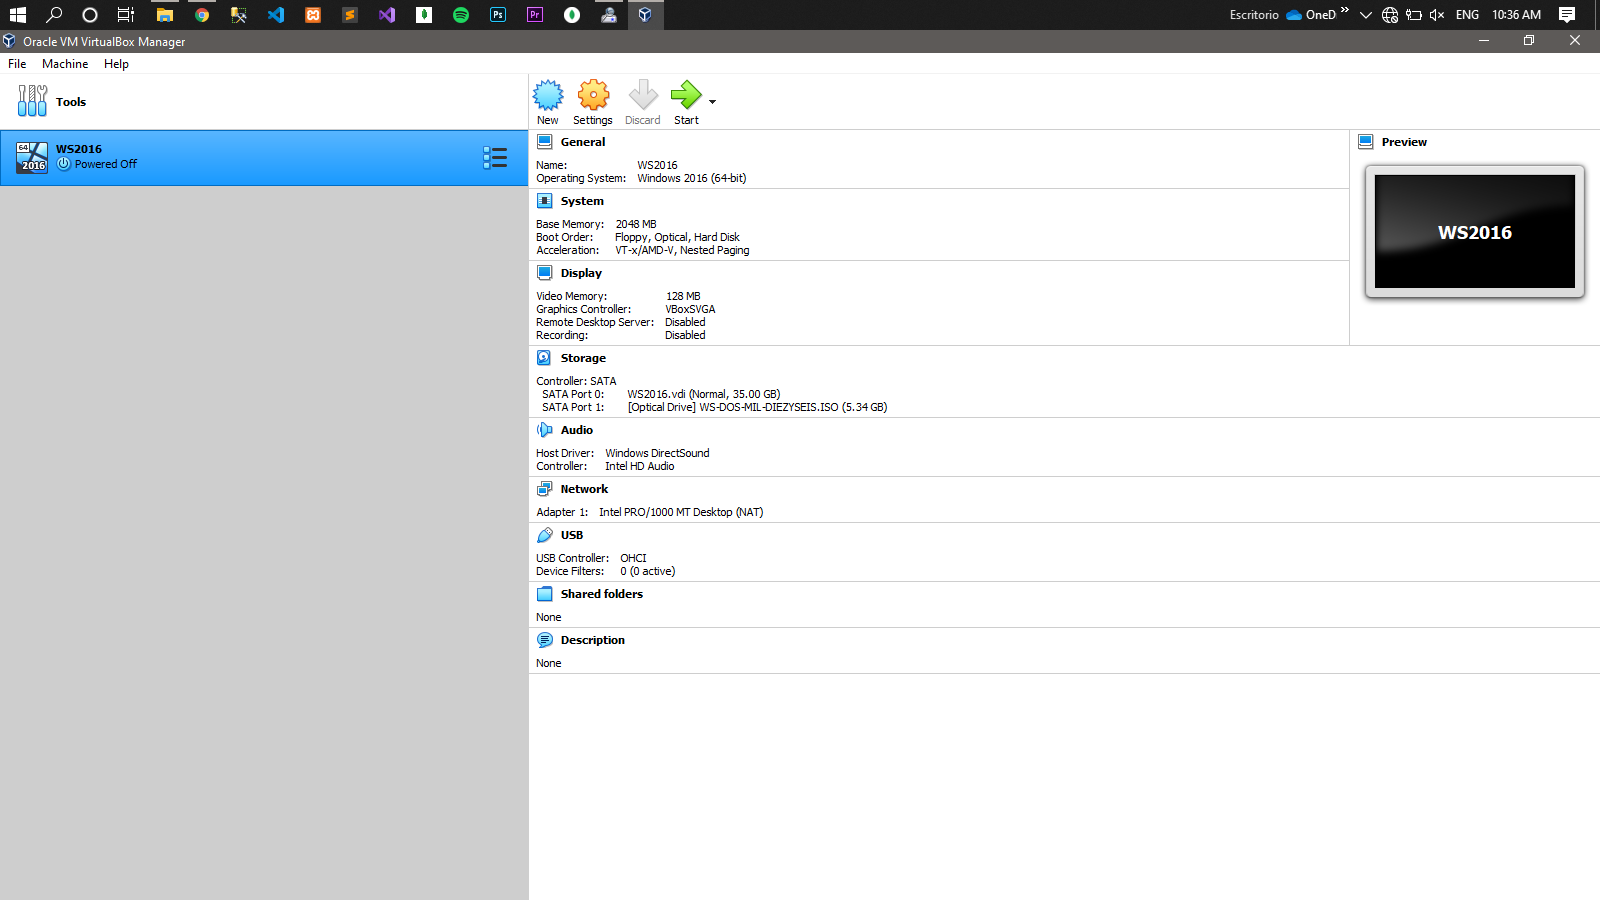 Escritorio OneD ENG 10:36 AM
Ps Pr
Oracle VM VirtualBox Manager
File Machine Help
Tools
64
2016
WS2016
Powered Off
New Settings Discard Start
General
Name: WS2016
Operating System: Windows 2016 (64-bit)
System
Base Memory: 2048 MB
Boot Order: Floppy, Optical, Hard Disk
Acceleration: VT-x/AMD-V, Nested Paging
Display
Video Memory: 128 MB
Graphics Controller: VBoxSVGA
Remote Desktop Server: Disabled
Recording: Disabled
Preview
WS2016
Storage
Controller: SATA
SATA Port 0: WS2016.vdi (Normal, 35.00 GB)
SATA Port 1: [Optical Drive] WS-DOS-MIL-DIEZYSEIS.ISO (5.34 GB)
Audio
Host Driver: Windows DirectSound
Controller: Intel HD Audio
Network
Adapter 1: Intel PRO/1000 MT Desktop (NAT)
USB
USB Controller: OHCI
Device Filters: 0 (0 active)
Shared folders
None
Description
None